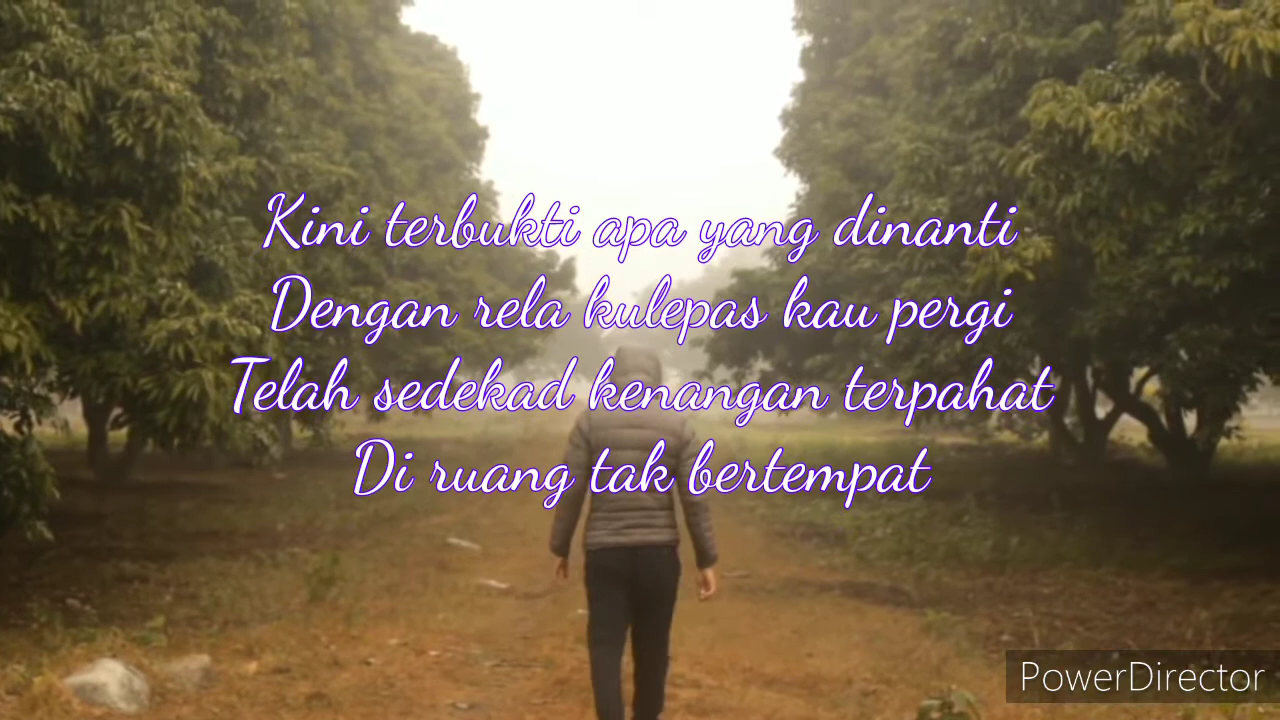 Kini terbukti apa yang dinanti
Dengan rela kulepas kau pergi
Telah sedekad kenangan terpahat
Di ruang tak bertempat
PowerDirector